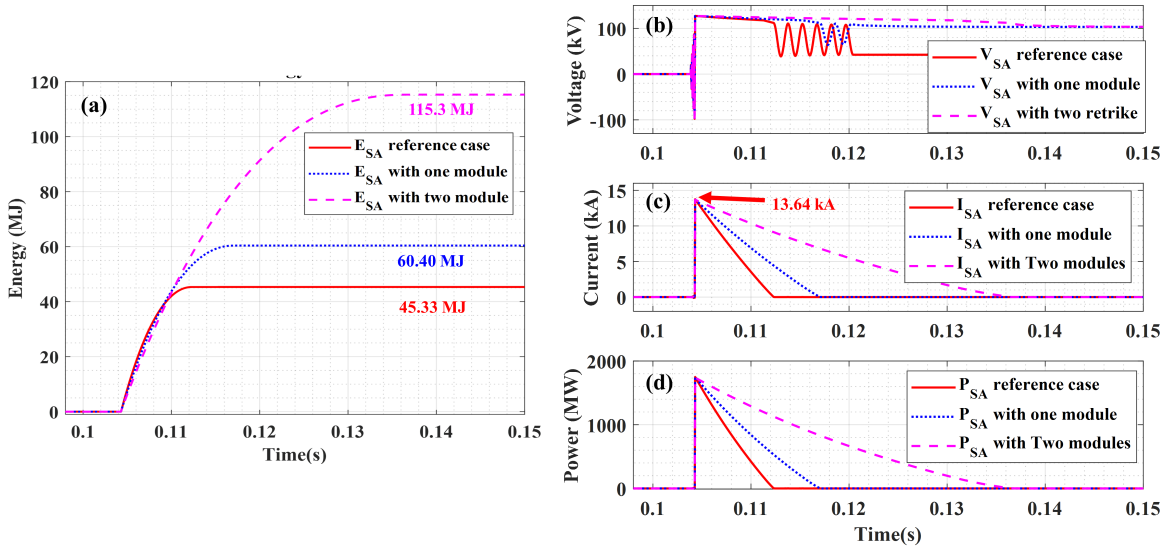 (a)
120
100
80
60
40
20
0
Energy (MJ)
115.3 MJ
E_SA reference case
E_SA with one module
E_SA with two module
60.40 MJ
45.33 MJ
0.1 0.11 0.12 0.13 0.14 0.15
Time(s)
(b)
100
0
-100
Voltage (kV)
V_SA reference case
V_SA with one module
V_SA with two retrike
0.1 0.11 0.12 0.13 0.14 0.15
(c)
15
10
5
0
Current (kA)
13.64 kA
I_SA reference case
I_SA with one module
I_SA with Two modules
0.1 0.11 0.12 0.13 0.14 0.15
(d)
2000
1000
0
Power (MW)
P_SA reference case
P_SA with one module
P_SA with Two modules
0.1 0.11 0.12 0.13 0.14 0.15
Time(s)